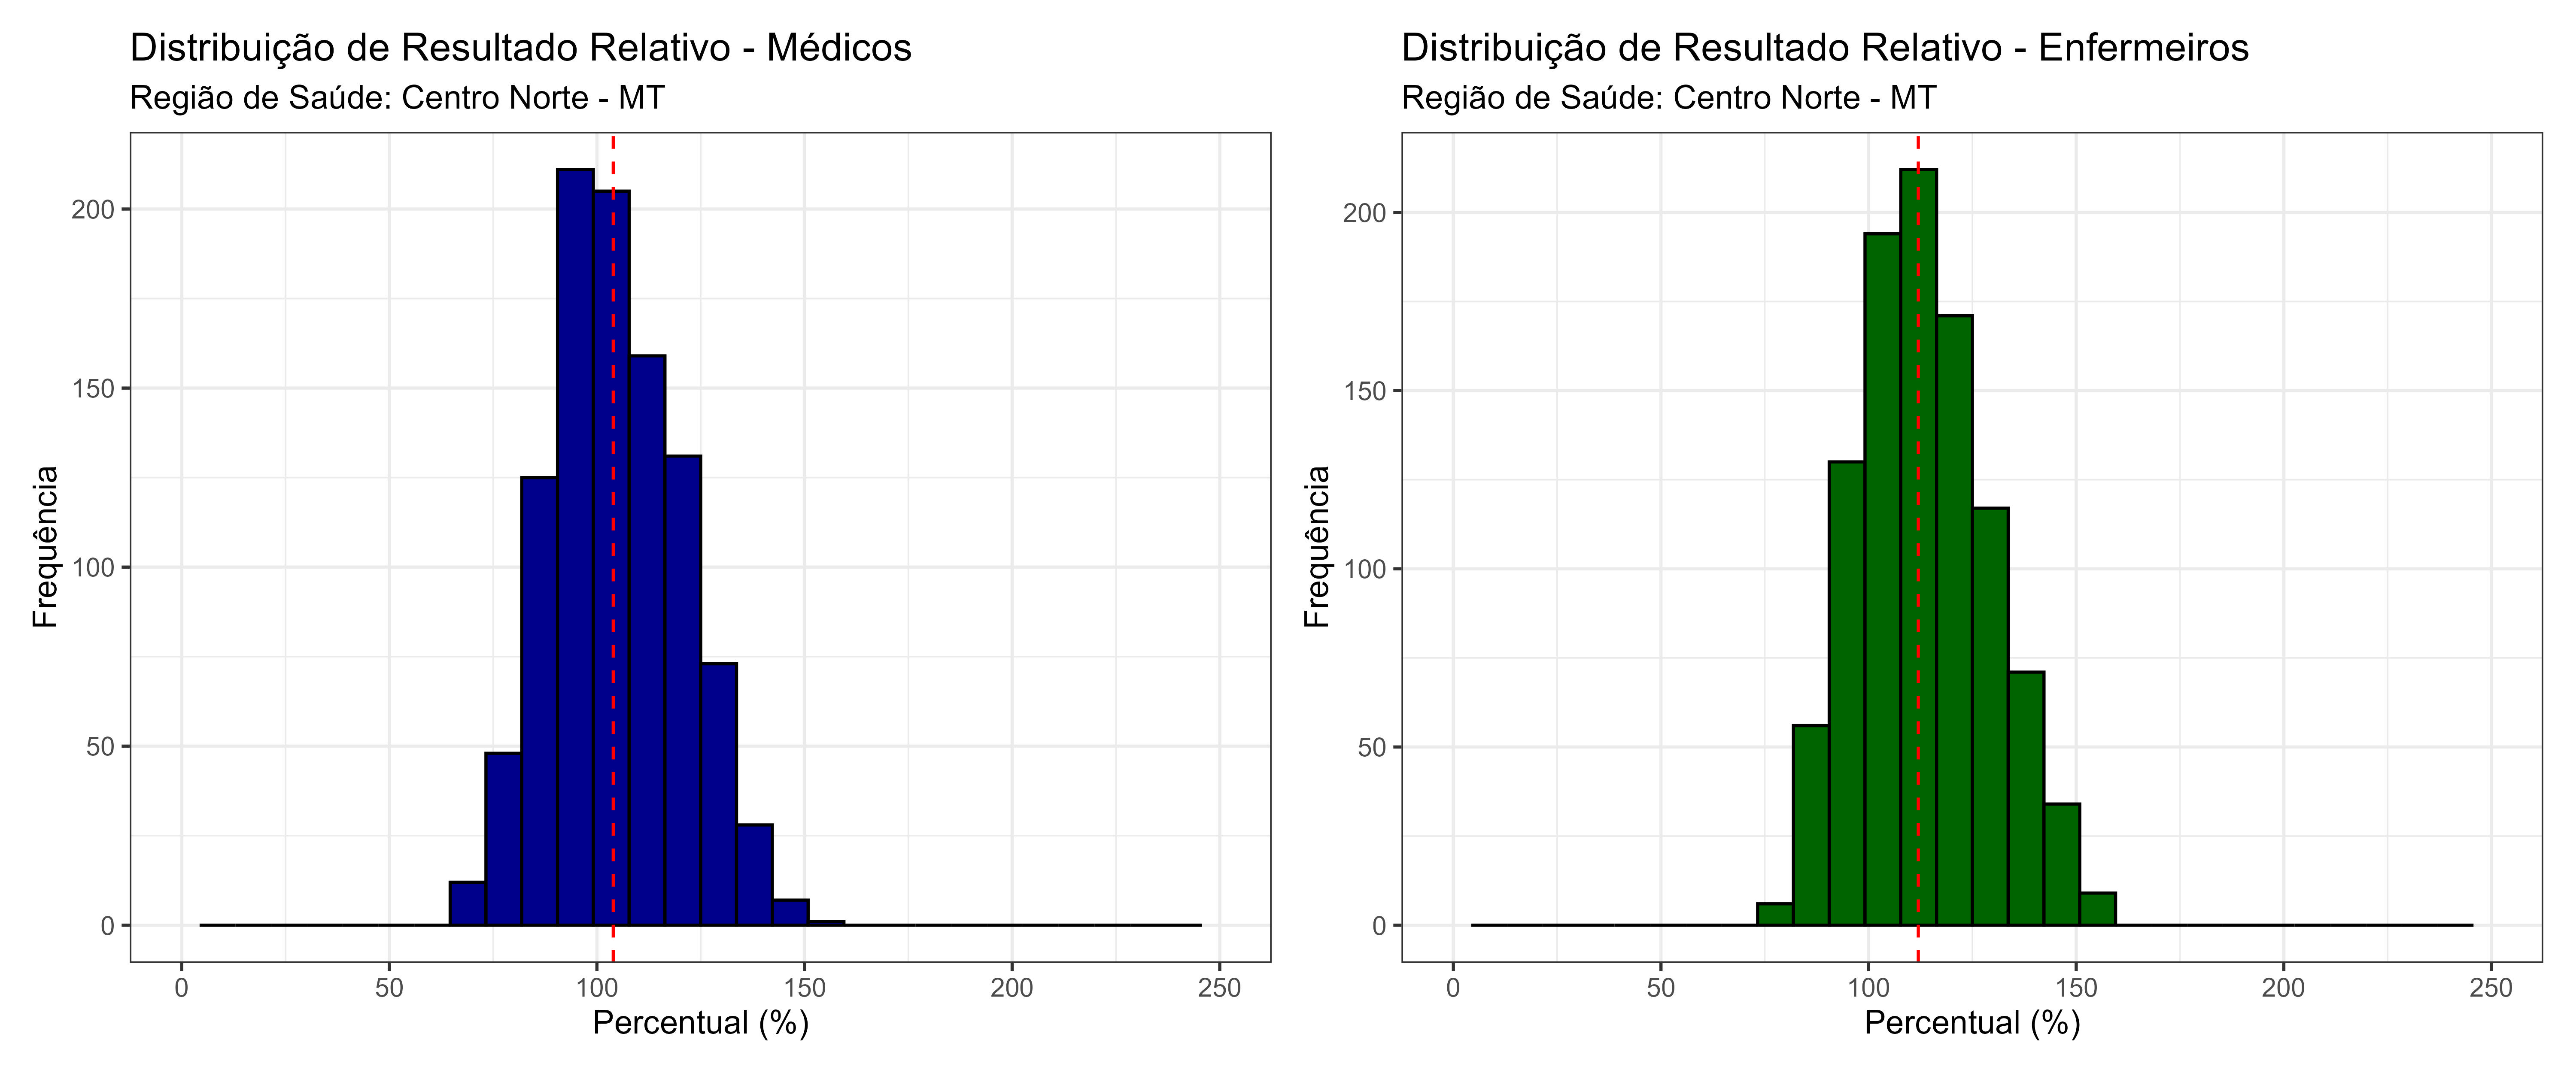 Distribuição de Resultado Relativo - Médicos
Região de Saúde: Centro Norte - MT
Frequência
200
150
100
50
0
0 50 100 150 200 250
Percentual (%)
Distribuição de Resultado Relativo - Enfermeiros
Região de Saúde: Centro Norte - MT
Frequência
200
150
100
50
0
0 50 100 150 200 250
Percentual (%)